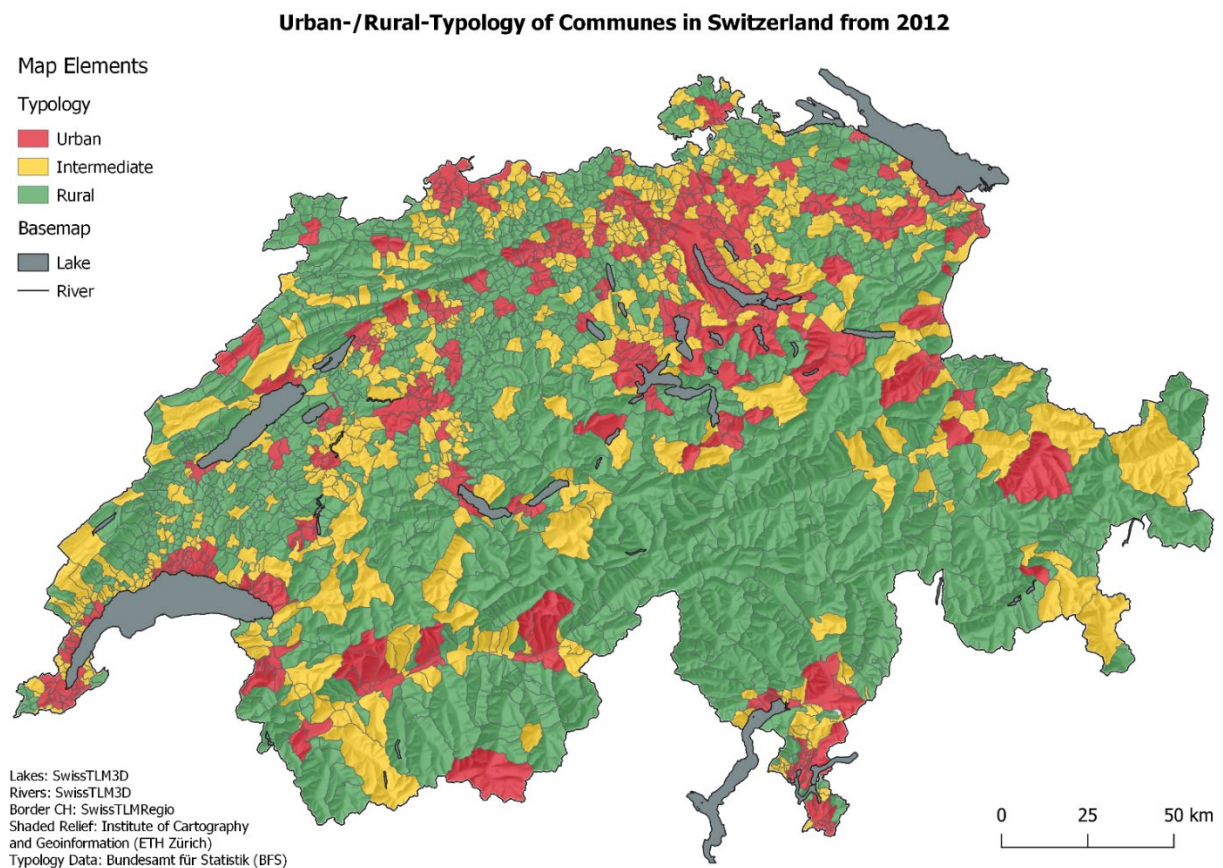 Urban-/Rural-Typology of Communes in Switzerland from 2012
Map Elements
Typology
Urban
Intermediate
Rural
Basemap
Lake
River
Lakes: SwissTLM3D
Rivers: SwissTLM3D
Border CH: SwissTLMRegio
Shaded Relief: Institute of Cartography
and Geoinformation (ETH Zürich)
Typology Data: Bundesamt für Statistik (BFS)
0 25 50 km